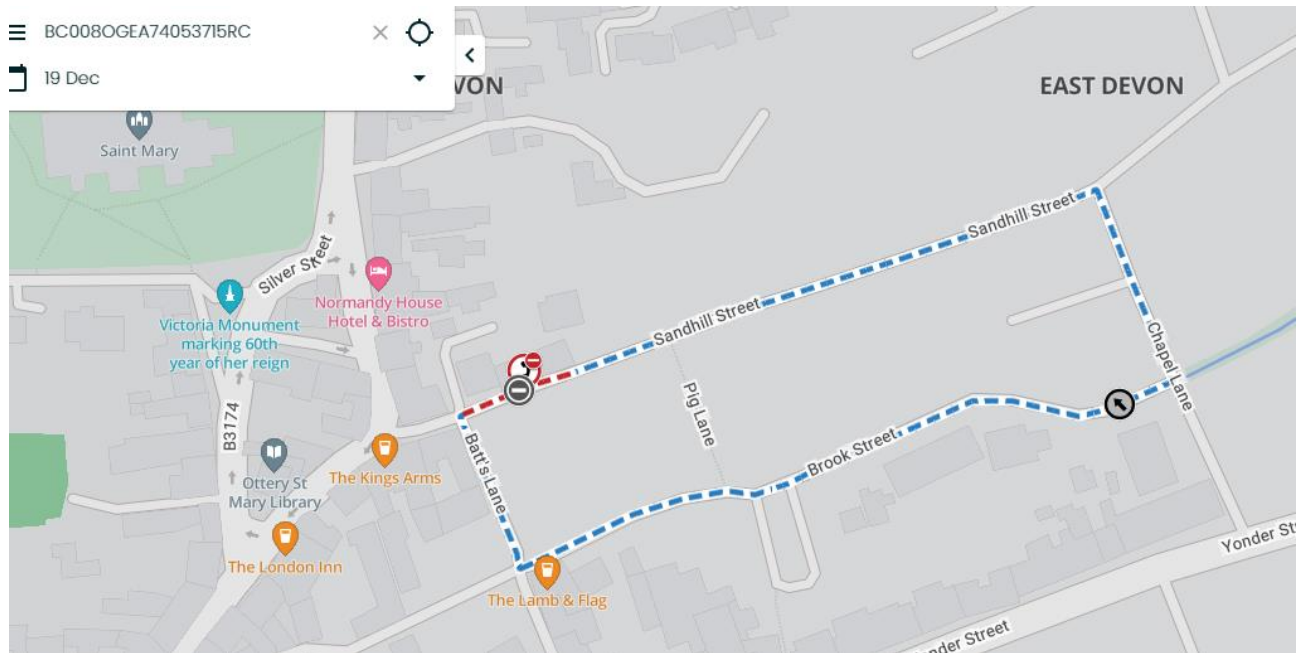 BC008OGEA74053715RC
19 Dec
VON
EAST DEVON
Saint Mary
Silver Street
Normandy House
Hotel & Bistro
Victoria Monument
marking 60th
year of her reign
Sandhill Street
Sandhill Street
Chapel Lane
Pig Lane
B3174
Batt's Lane
Brook Street
The Kings Arms
Ottery St
Mary Library
The London Inn
The Lamb & Flag
Yonder St
nder Street